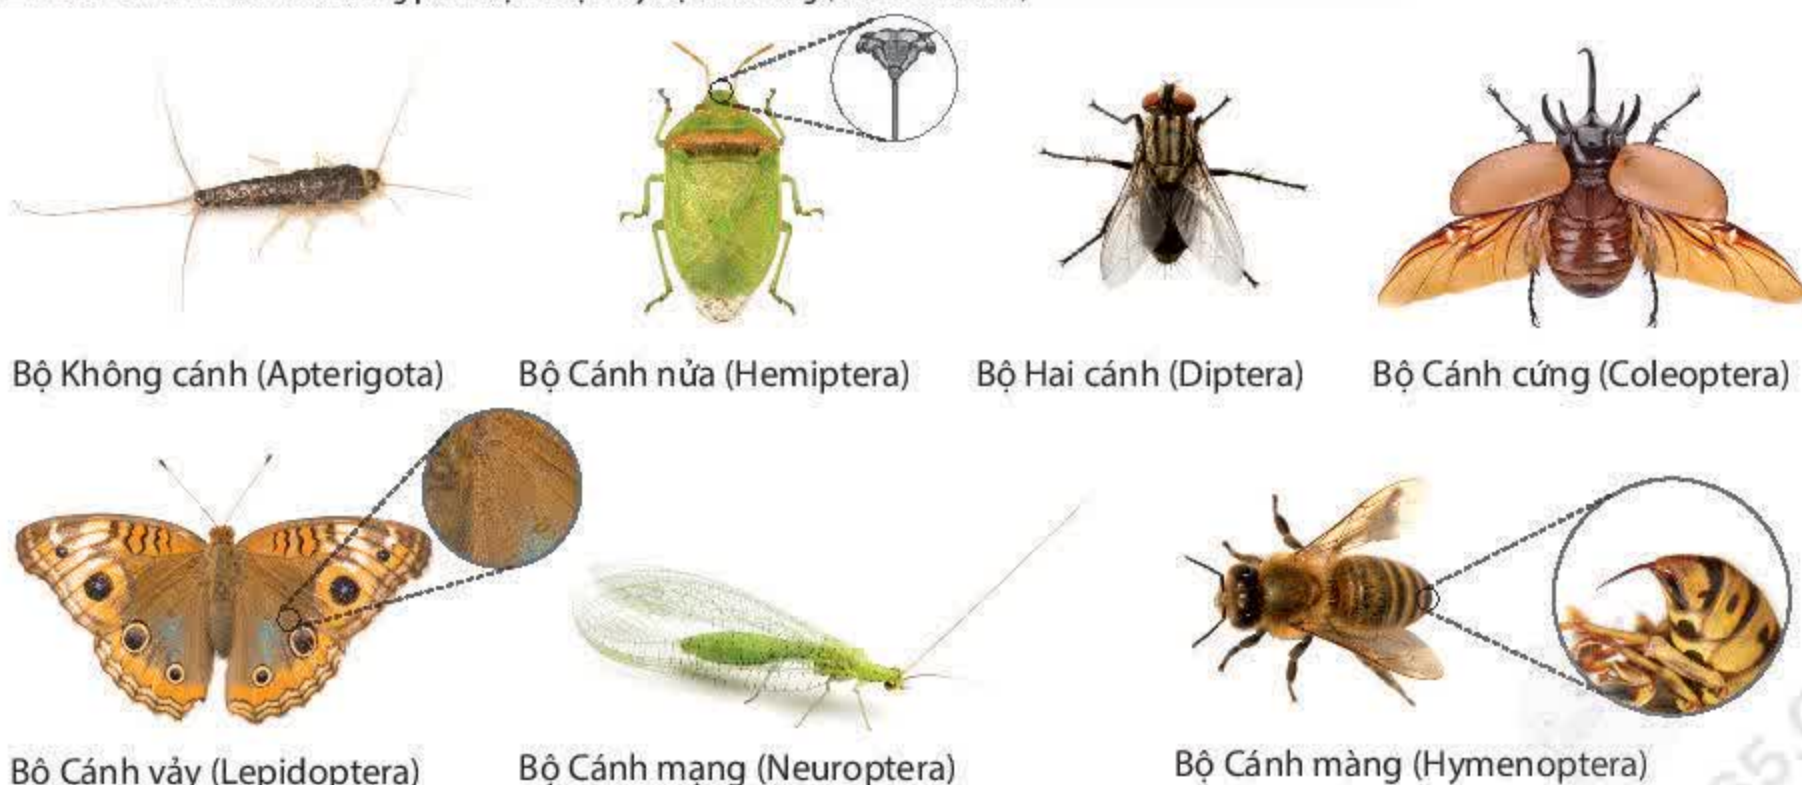 Bộ Không cánh (Apterigota)
Bộ Cánh nửa (Hemiptera)
Bộ Hai cánh (Diptera)
Bộ Cánh cứng (Coleoptera)
Bộ Cánh vảy (Lepidoptera)
Bộ Cánh mạng (Neuroptera)
Bộ Cánh màng (Hymenoptera)